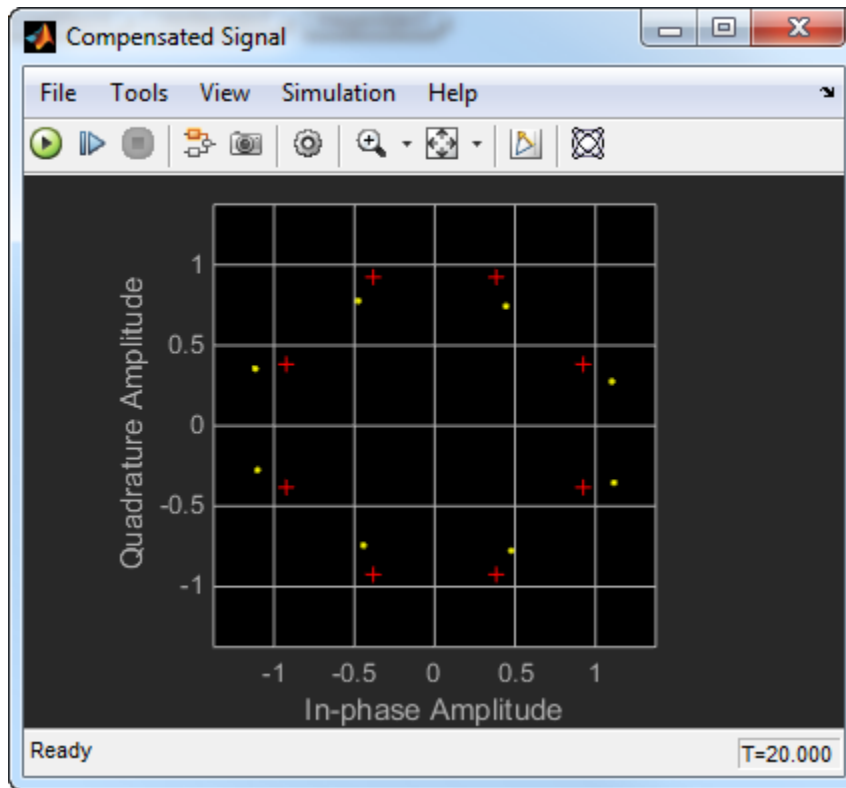 Compensated Signal
File Tools View Simulation Help
1
0.5
0
-0.5
-1
Quadrature Amplitude
-1 -0.5 0 0.5 1
In-phase Amplitude
Ready T=20.000